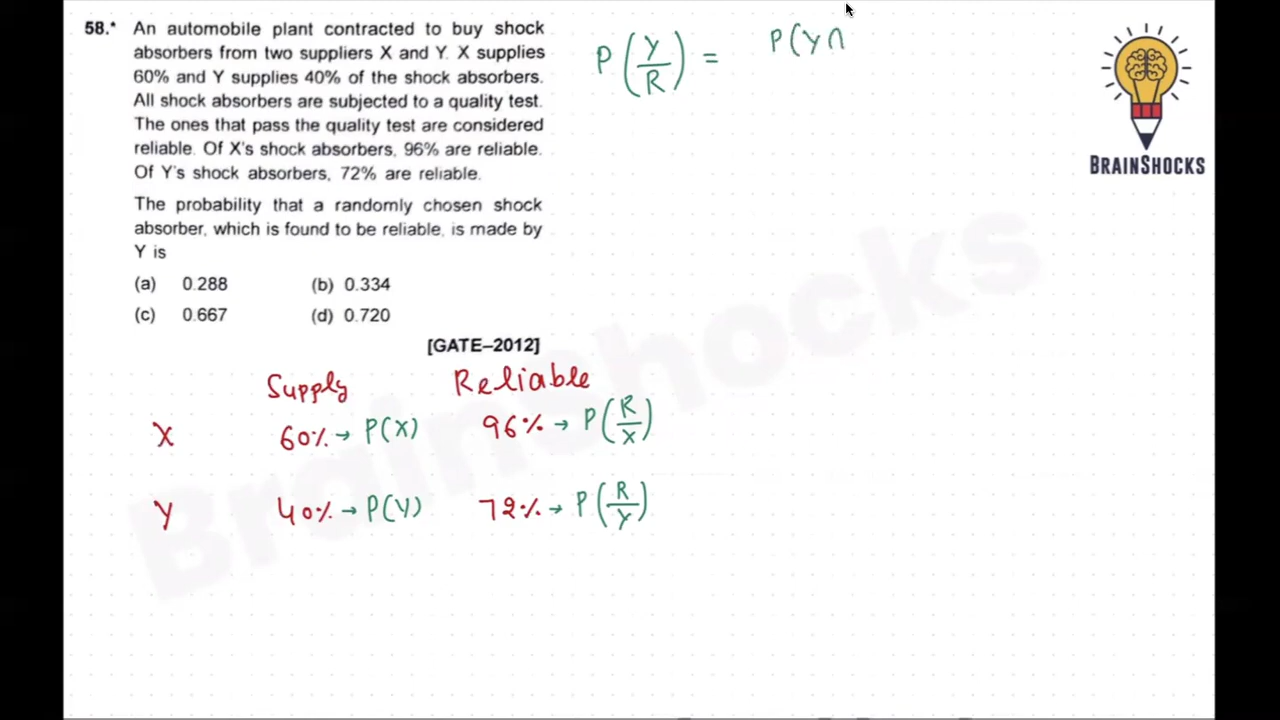 58.* An automobile plant contracted to buy shock
absorbers from two suppliers X and Y. X supplies
60% and Y supplies 40% of the shock absorbers.
All shock absorbers are subjected to a quality test.
The ones that pass the quality test are considered
reliable. Of X's shock absorbers, 96% are reliable.
Of Y's shock absorbers, 72% are reliable.
The probability that a randomly chosen shock
absorber, which is found to be reliable, is made by
Y is
(a) 0.288 (b) 0.334
(c) 0.667 (d) 0.720
[GATE–2012]
P(Y/R) = P(Y∩
BRAINSHOCKS
Supply Reliable
X 60% → P(X) 96% → P(R/X)
Y 40% → P(Y) 72% → P(R/Y)
BrainShocks